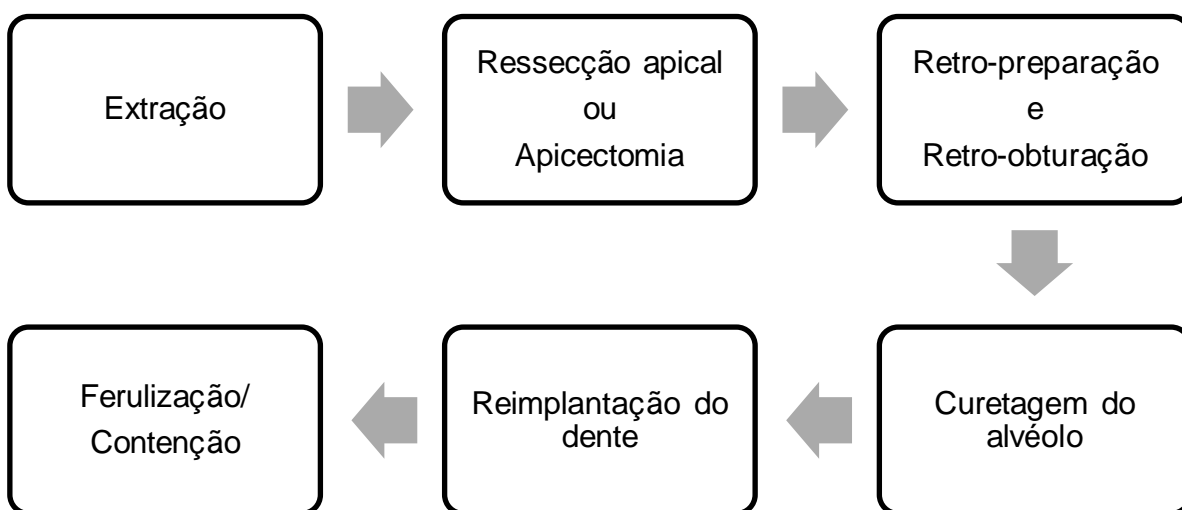 Extração
Ressecção apical
ou
Apicectomia
Retro-preparação
e
Retro-obturação
Curetagem do
alvéolo
Reimplantação do
dente
Ferulização/
Contenção